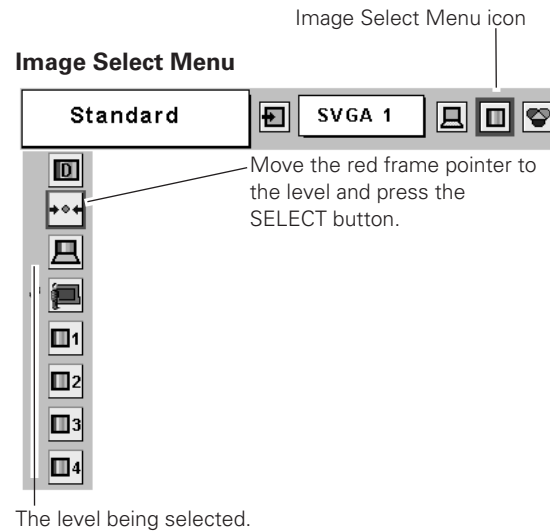 Image Select Menu icon
Image Select Menu
Standard
SVGA 1
D
Move the red frame pointer to
the level and press the
SELECT button.
1
2
3
4
The level being selected.